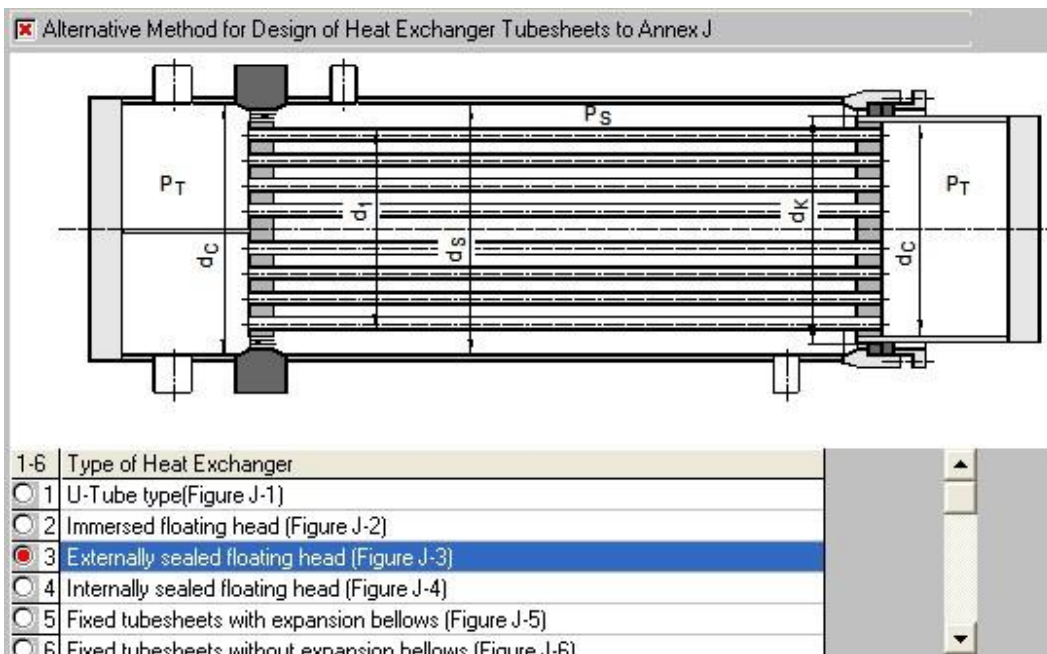 Alternative Method for Design of Heat Exchanger Tubesheets to Annex J
PS
PT
PT
d1
dK
dC
dS
dC
1-6 Type of Heat Exchanger
1 U-Tube type(Figure J-1)
2 Immersed floating head (Figure J-2)
3 Externally sealed floating head (Figure J-3)
4 Internally sealed floating head (Figure J-4)
5 Fixed tubesheets with expansion bellows (Figure J-5)
6 Fixed tubesheets without expansion bellows (Figure J-6)